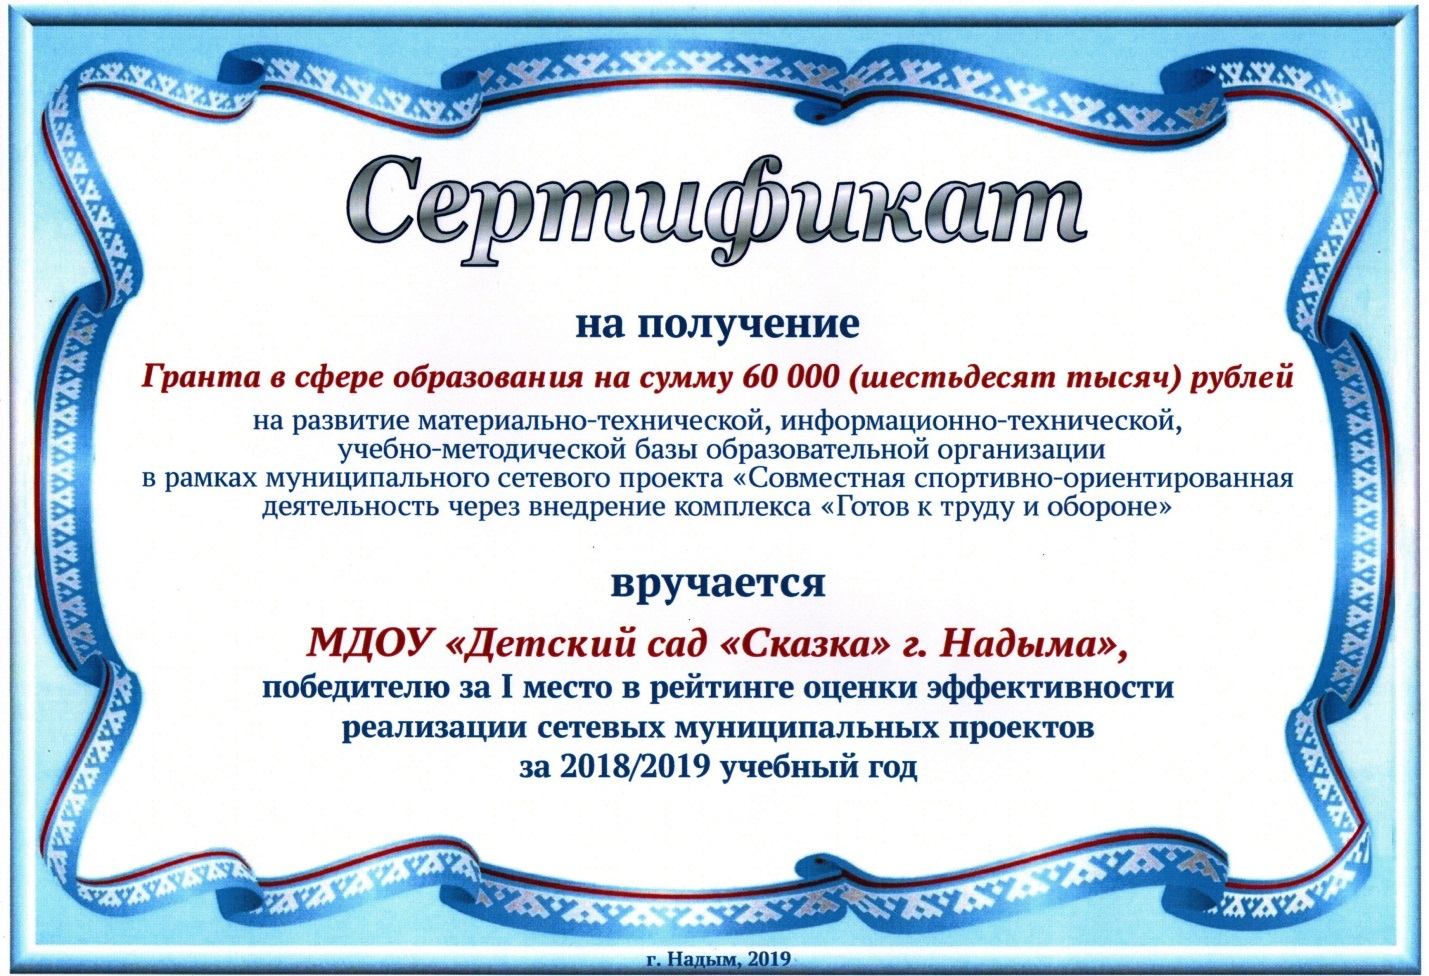 Сертификат
на получение
Гранта в сфере образования на сумму 60 000 (шестьдесят тысяч) рублей
на развитие материально-технической, информационно-технической,
учебно-методической базы образовательной организации
в рамках муниципального сетевого проекта «Совместная спортивно-ориентированная
деятельность через внедрение комплекса «Готов к труду и обороне»
вручается
МДОУ «Детский сад «Сказка» г. Надыма»,
победителю за I место в рейтинге оценки эффективности
реализации сетевых муниципальных проектов
за 2018/2019 учебный год
г. Надым, 2019